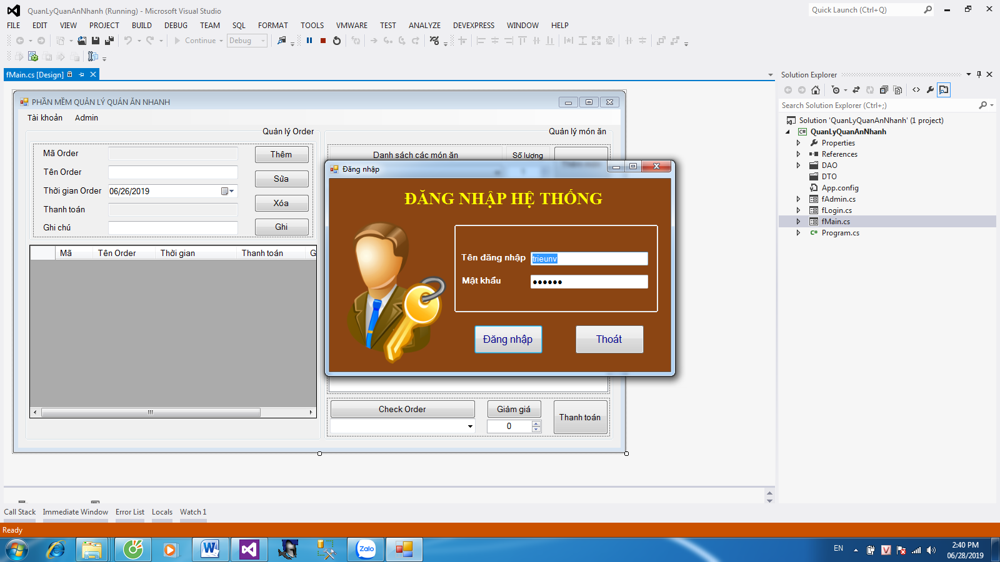 QuanLyQuanAnNhanh (Running) - Microsoft Visual Studio
Quick Launch (Ctrl+Q)
FILE EDIT VIEW PROJECT BUILD DEBUG TEAM SQL FORMAT TOOLS VMWARE TEST ANALYZE DEVEXPRESS WINDOW HELP
Continue Debug
fMain.cs [Design]
PHẦN MỀM QUẢN LÝ QUÁN ĂN NHANH
Tài khoản Admin
Quản lý Order
Mã Order
Thêm
Tên Order
Sửa
Thời gian Order 06/26/2019
Xóa
Thanh toán
Ghi chú
Ghi
Mã Tên Order Thời gian Thanh toán G
Quản lý món ăn
Danh sách các món ăn Số lượng
Đăng nhập
ĐĂNG NHẬP HỆ THỐNG
Tên đăng nhập trieunv
Mật khẩu ●●●●●●
Đăng nhập Thoát
Check Order Giảm giá Thanh toán
0
Solution Explorer
Search Solution Explorer (Ctrl+;)
Solution 'QuanLyQuanAnNhanh' (1 project)
C# QuanLyQuanAnNhanh
Properties
References
DAO
DTO
App.config
fAdmin.cs
fLogin.cs
fMain.cs
C# Program.cs
Call Stack Immediate Window Error List Locals Watch 1
Ready
Zalo
EN
2:40 PM
06/28/2019